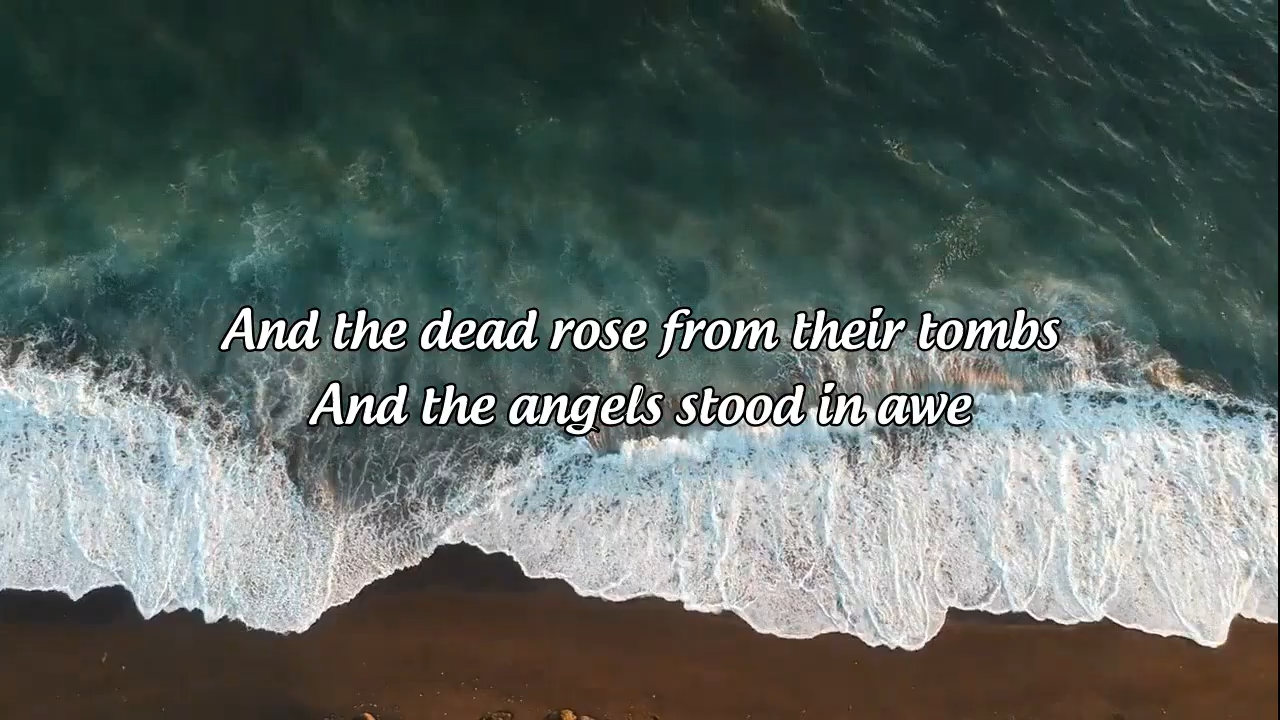 And the dead rose from their tombs
And the angels stood in awe